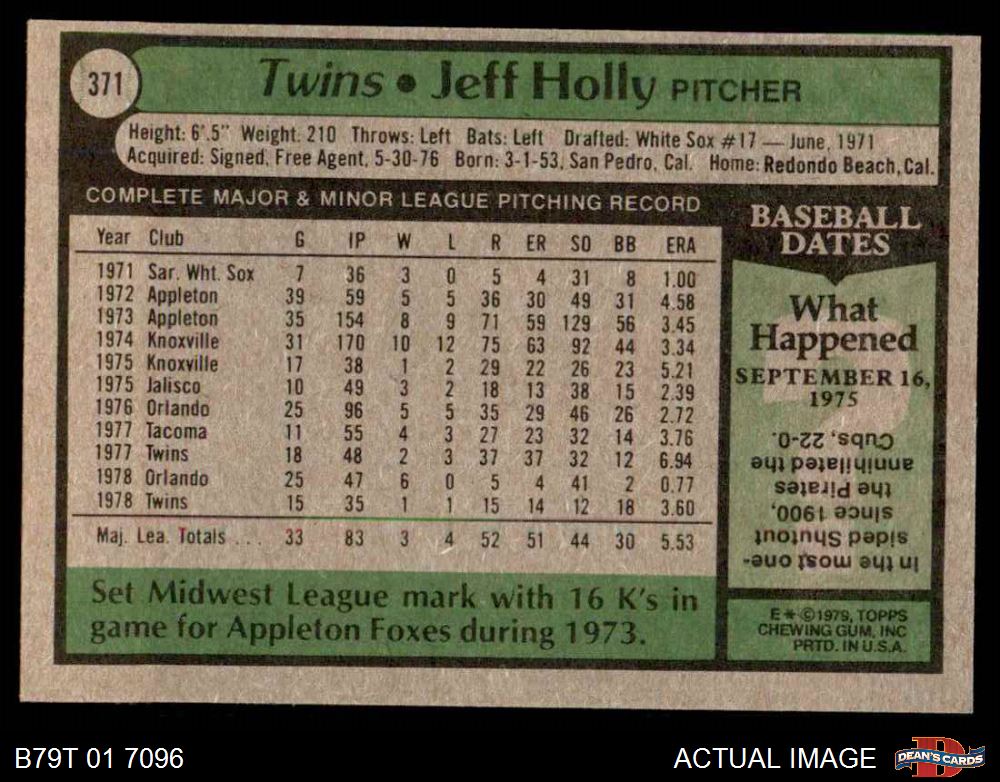 371
Twins • Jeff Holly PITCHER
Height: 6'.5" Weight: 210 Throws: Left Bats: Left Drafted: White Sox #17 — June, 1971
Acquired: Signed, Free Agent, 5-30-76 Born: 3-1-53, San Pedro, Cal. Home: Redondo Beach, Cal.
COMPLETE MAJOR & MINOR LEAGUE PITCHING RECORD
Year Club G IP W L R ER SO BB ERA
1971 Sar. Wht. Sox 7 36 3 0 5 4 31 8 1.00
1972 Appleton 39 59 5 5 36 30 49 31 4.58
1973 Appleton 35 154 8 9 71 59 129 56 3.45
1974 Knoxville 31 170 10 12 75 63 92 44 3.34
1975 Knoxville 17 38 1 2 29 22 26 23 5.21
1975 Jalisco 10 49 3 2 18 13 38 15 2.39
1976 Orlando 25 96 5 5 35 29 46 26 2.72
1977 Tacoma 11 55 4 3 27 23 32 14 3.76
1977 Twins 18 48 2 3 37 37 32 12 6.94
1978 Orlando 25 47 6 0 5 4 41 2 0.77
1978 Twins 15 35 1 1 15 14 12 18 3.60
Maj. Lea. Totals ... 33 83 3 4 52 51 44 30 5.53
Set Midwest League mark with 16 K's in
game for Appleton Foxes during 1973.
BASEBALL
DATES
What
Happened
SEPTEMBER 16,
1975
In the most one-
sided Shutout
since 1900,
the Pirates
annihilated the
Cubs, 22-0.
E * © 1979, TOPPS
CHEWING GUM, INC
PRTD. IN U.S.A.
B79T 01 7096
ACTUAL IMAGE
D
DEAN'S CARDS